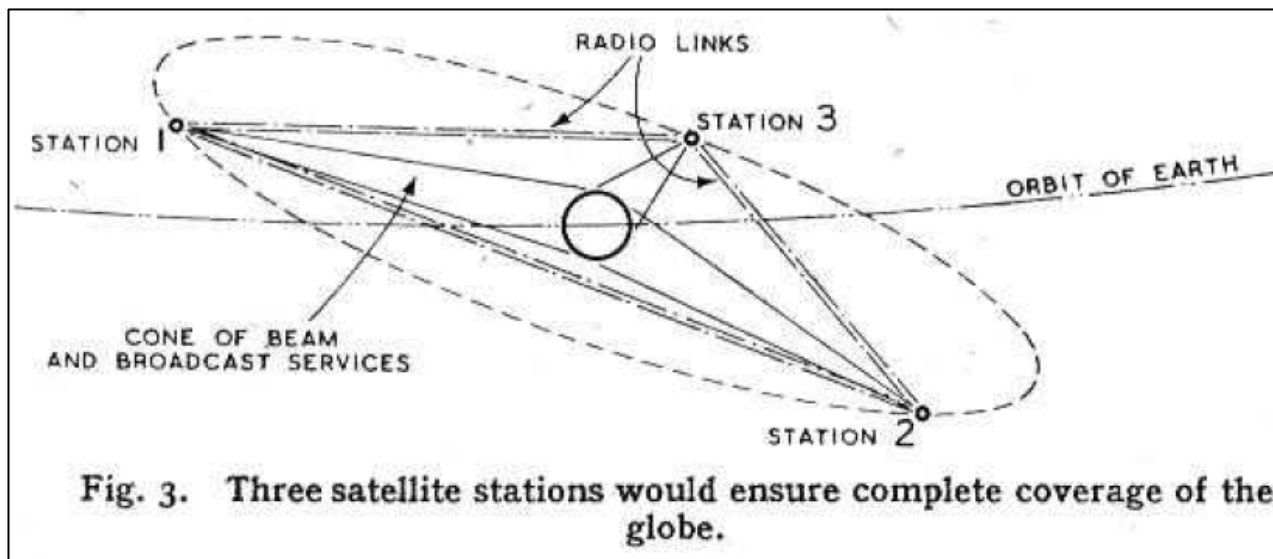 RADIO LINKS
STATION 1
STATION 3
ORBIT OF EARTH
CONE OF BEAM
AND BROADCAST SERVICES
STATION 2
Fig. 3. Three satellite stations would ensure complete coverage of the
globe.